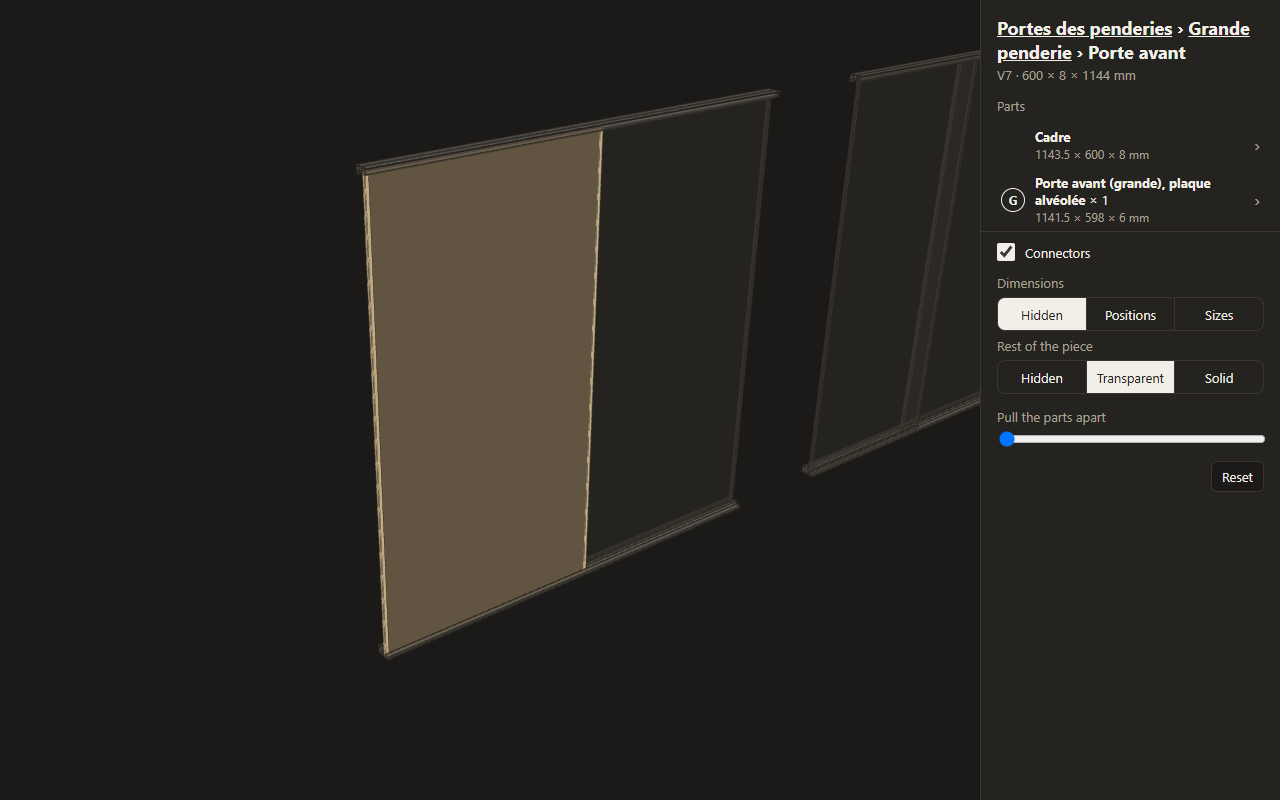 Portes des penderies › Grande
penderie › Porte avant
V7 · 600 × 8 × 1144 mm
Parts
Cadre
1143.5 × 600 × 8 mm
›
G
Porte avant (grande), plaque
alvéolée × 1
1141.5 × 598 × 6 mm
›
Connectors
Dimensions
Hidden Positions Sizes
Rest of the piece
Hidden Transparent Solid
Pull the parts apart
Reset